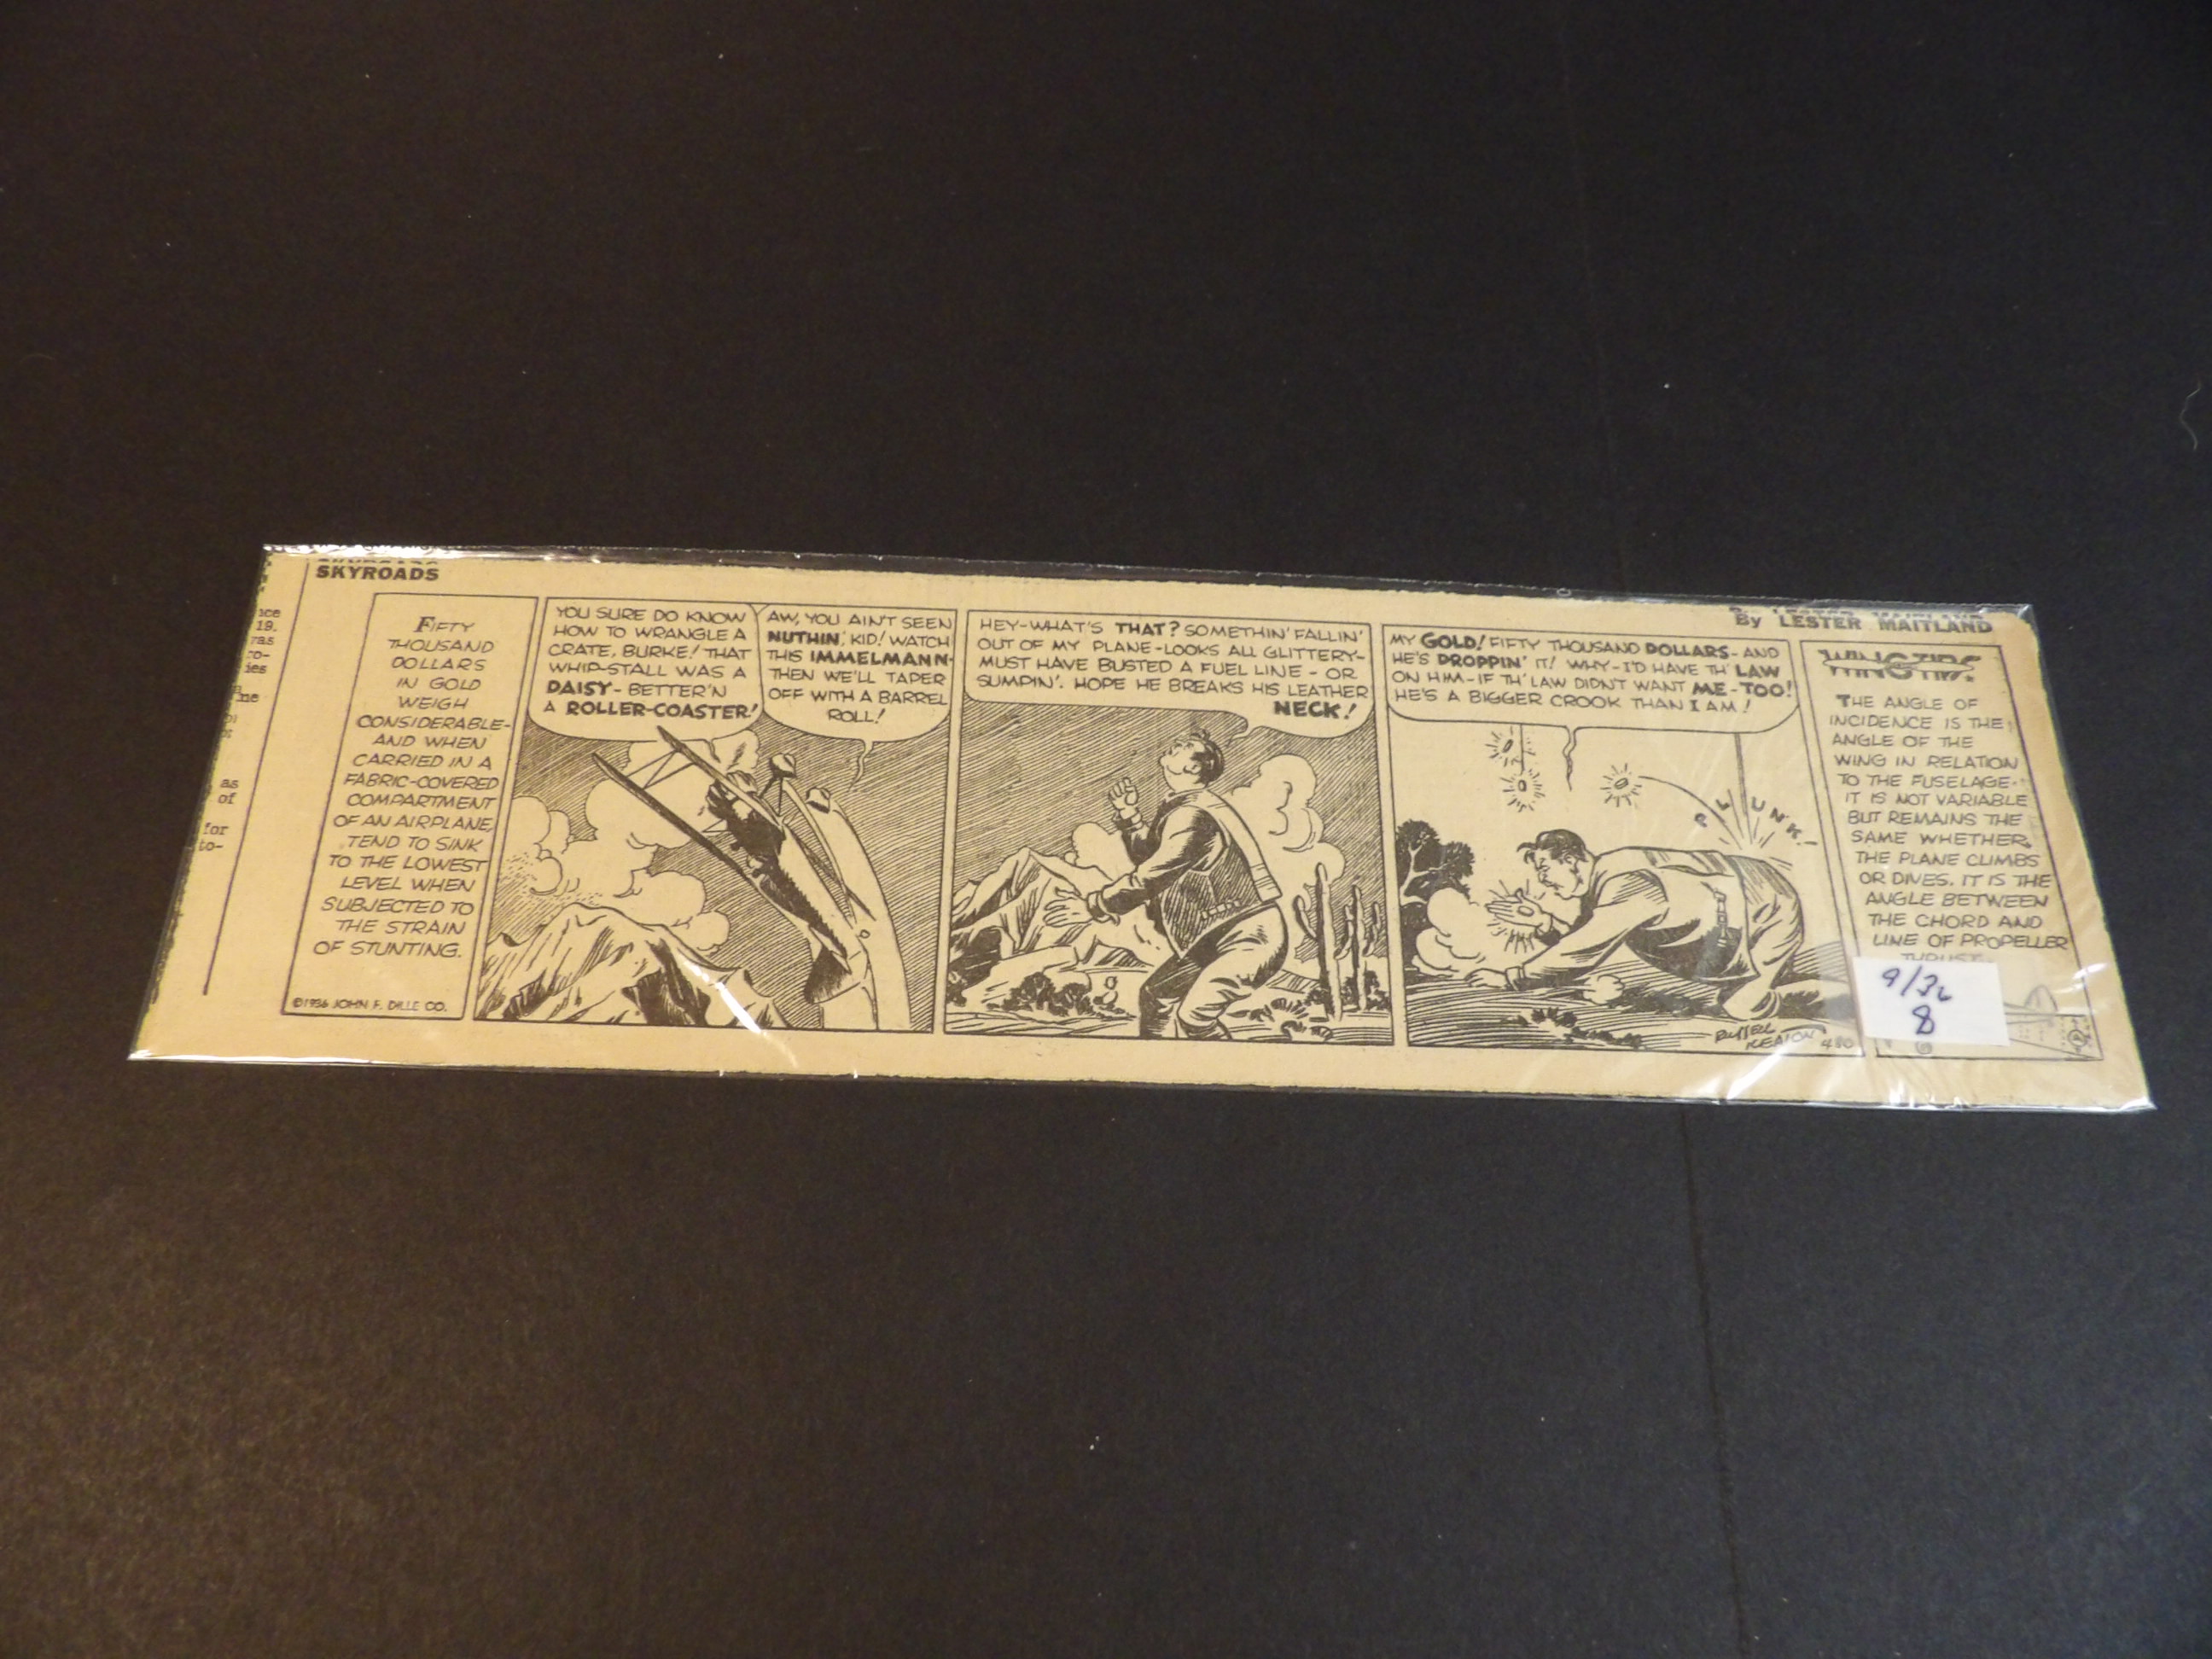 SKYROADS
By LESTER MAITLAND
FIFTY
THOUSAND
DOLLARS
IN GOLD
WEIGH
CONSIDERABLE-
AND WHEN
CARRIED IN A
FABRIC-COVERED
COMPARTMENT
OF AN AIRPLANE,
TEND TO SINK
TO THE LOWEST
LEVEL WHEN
SUBJECTED TO
THE STRAIN
OF STUNTING.
©1936 JOHN F. DILLE CO.
YOU SURE DO KNOW
HOW TO WRANGLE A
CRATE, BURKE! THAT
WHIP-STALL WAS A
DAISY- BETTER'N
A ROLLER-COASTER!
AW, YOU AIN'T SEEN
NUTHIN', KID! WATCH
THIS IMMELMANN-
THEN WE'LL TAPER
OFF WITH A BARREL
ROLL!
HEY-WHAT'S THAT? SOMETHIN' FALLIN'
OUT OF MY PLANE-LOOKS ALL GLITTERY-
MUST HAVE BUSTED A FUEL LINE - OR
SUMPIN'. HOPE HE BREAKS HIS LEATHER
NECK!
MY GOLD! FIFTY THOUSAND DOLLARS- AND
HE'S DROPPIN' IT! WHY-I'D HAVE TH' LAW
ON HIM-IF TH' LAW DIDN'T WANT ME-TOO!
HE'S A BIGGER CROOK THAN I AM!
PLUNK!
RUSSELL
KEATON 480
WINGTIPS
THE ANGLE OF
INCIDENCE IS THE
ANGLE OF THE
WING IN RELATION
TO THE FUSELAGE.
IT IS NOT VARIABLE
BUT REMAINS THE
SAME WHETHER
THE PLANE CLIMBS
OR DIVES. IT IS THE
ANGLE BETWEEN
THE CHORD AND
LINE OF PROPELLER
THRUST.
9/36
8
19.
as
of
for
to-